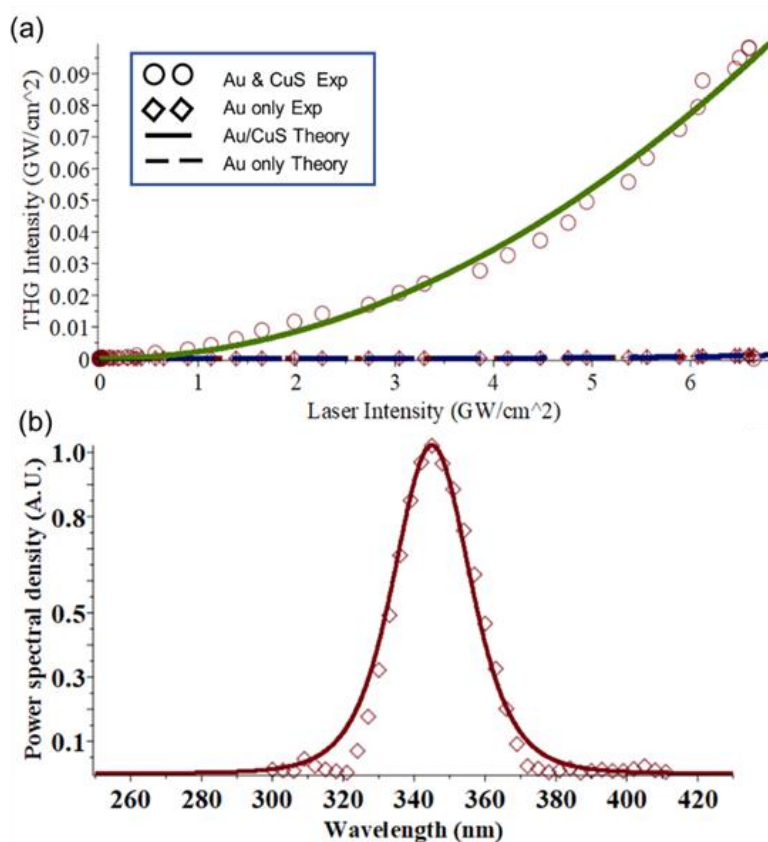 (a)
THG Intensity (GW/cm^2)
0.09
0.08
0.07
0.06
0.05
0.04
0.03
0.02
0.01
0
Au & CuS Exp
Au only Exp
Au/CuS Theory
Au only Theory
0 1 2 3 4 5 6
Laser Intensity (GW/cm^2)
(b)
Power spectral density (A.U.)
1.0
0.8
0.5
0.3
0.1
260 280 300 320 340 360 380 400 420
Wavelength (nm)